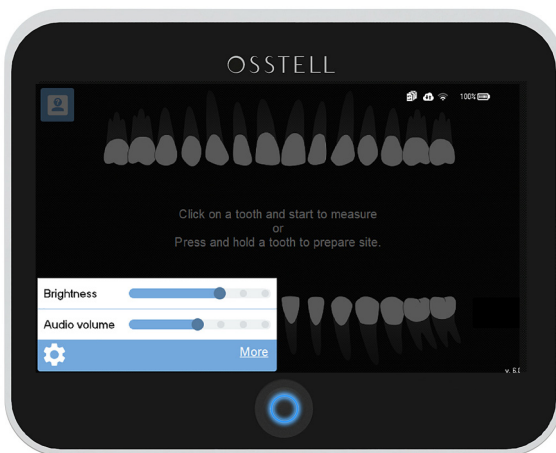 OSSTELL
100%
Click on a tooth and start to measure
or
Press and hold a tooth to prepare site.
Brightness
Audio volume
More